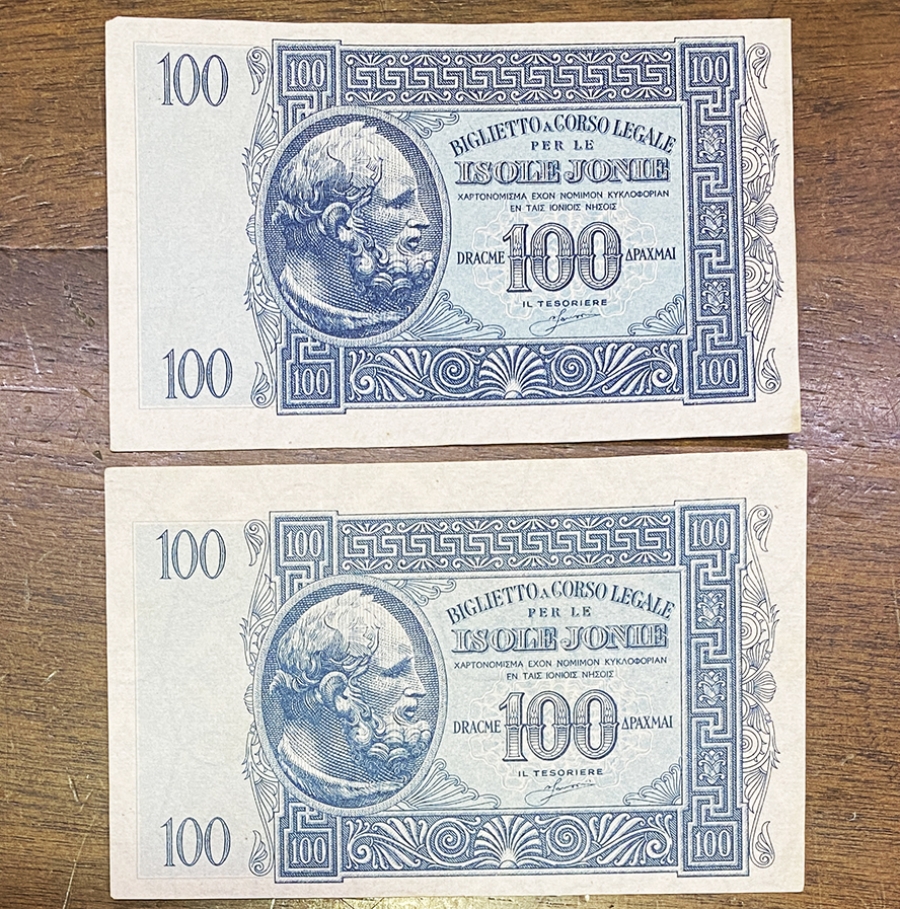 100 100 100
BIGLIETTO A CORSO LEGALE
PER LE
ISOLE JONIE
ΧΑΡΤΟΝΟΜΙΣΜΑ ΕΧΟΝ ΝΟΜΙΜΟΝ ΚΥΚΛΟΦΟΡΙΑΝ
ΕΝ ΤΑΙΣ ΙΟΝΙΟΙΣ ΝΗΣΟΙΣ
DRACME 100 ΔΡΑΧΜΑΙ
IL TESORIERE
100 100 100
100 100 100
BIGLIETTO A CORSO LEGALE
PER LE
ISOLE JONIE
ΧΑΡΤΟΝΟΜΙΣΜΑ ΕΧΟΝ ΝΟΜΙΜΟΝ ΚΥΚΛΟΦΟΡΙΑΝ
ΕΝ ΤΑΙΣ ΙΟΝΙΟΙΣ ΝΗΣΟΙΣ
DRACME 100 ΔΡΑΧΜΑΙ
IL TESORIERE
100 100 100